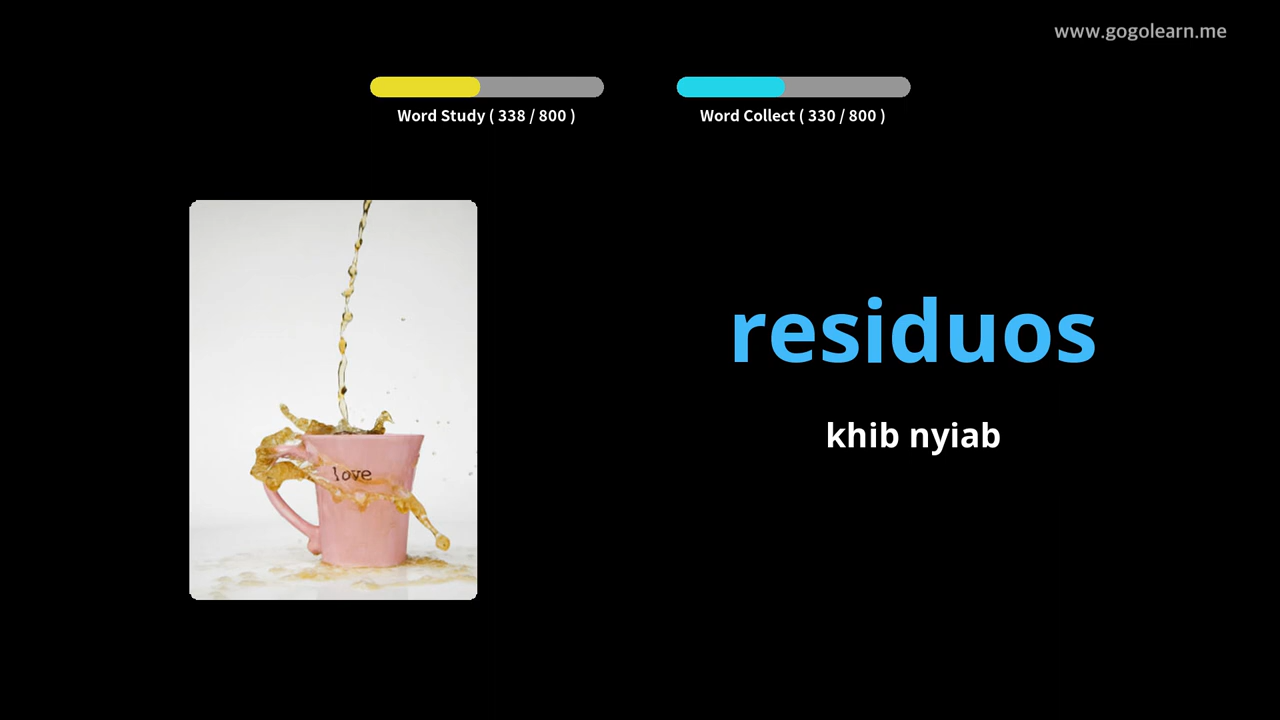 www.gogolearn.me
Word Study ( 338 / 800 )
Word Collect ( 330 / 800 )
love
residuos
khib nyiab